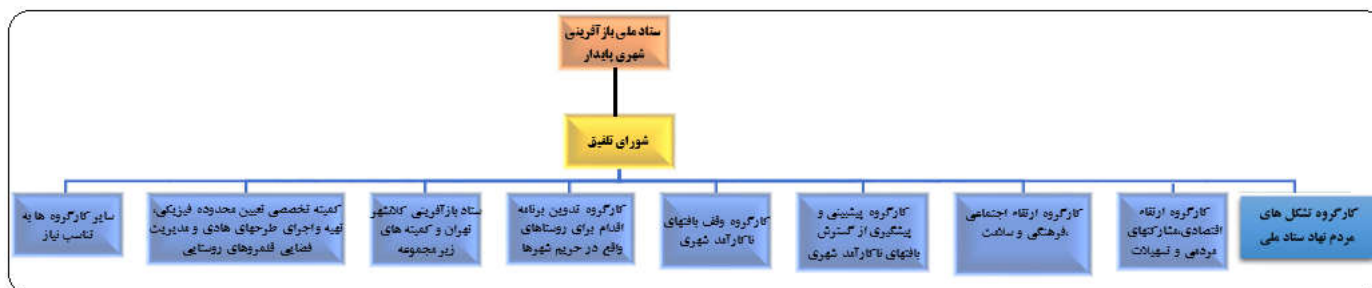 ستاد ملی بازآفرینی
شهری پایدار
شورای تلفیق
کارگروه تشکل های
مردم نهاد ستاد ملی
کارگروه ارتقاء
اقتصادی،مشارکتهای
مردمی و تسهیلات
کارگروه ارتقاء اجتماعی
،فرهنگی و سلامت
کارگروه پیشبینی و
پیشگیری از گسترش
بافتهای ناکارآمد شهری
کارگروه وقف بافتهای
ناکارآمد شهری
کارگروه تدوین برنامه
اقدام برای روستاهای
واقع در حریم شهرها
ستاد بازآفرینی کلانشهر
تهران و کمیته های
زیر مجموعه
کمیته تخصصی تعیین محدوده فیزیکی،
تهیه واجرای طرحهای هادی و مدیریت
فضایی قلمروهای روستایی
سایر کارگروه ها به
تناسب نیاز